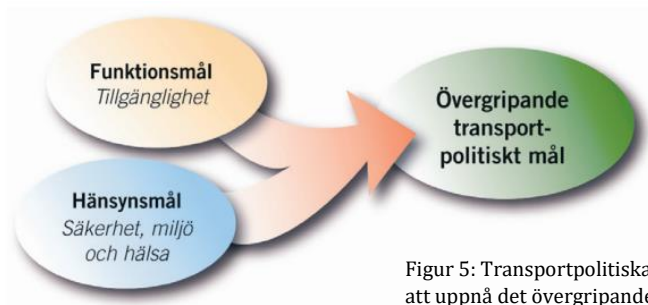 Funktionsmål
Tillgänglighet
Hänsynsmål
Säkerhet, miljö
och hälsa
Övergripande
transport-
politiskt mål
Figur 5: Transportpolitiska
att uppnå det övergripande